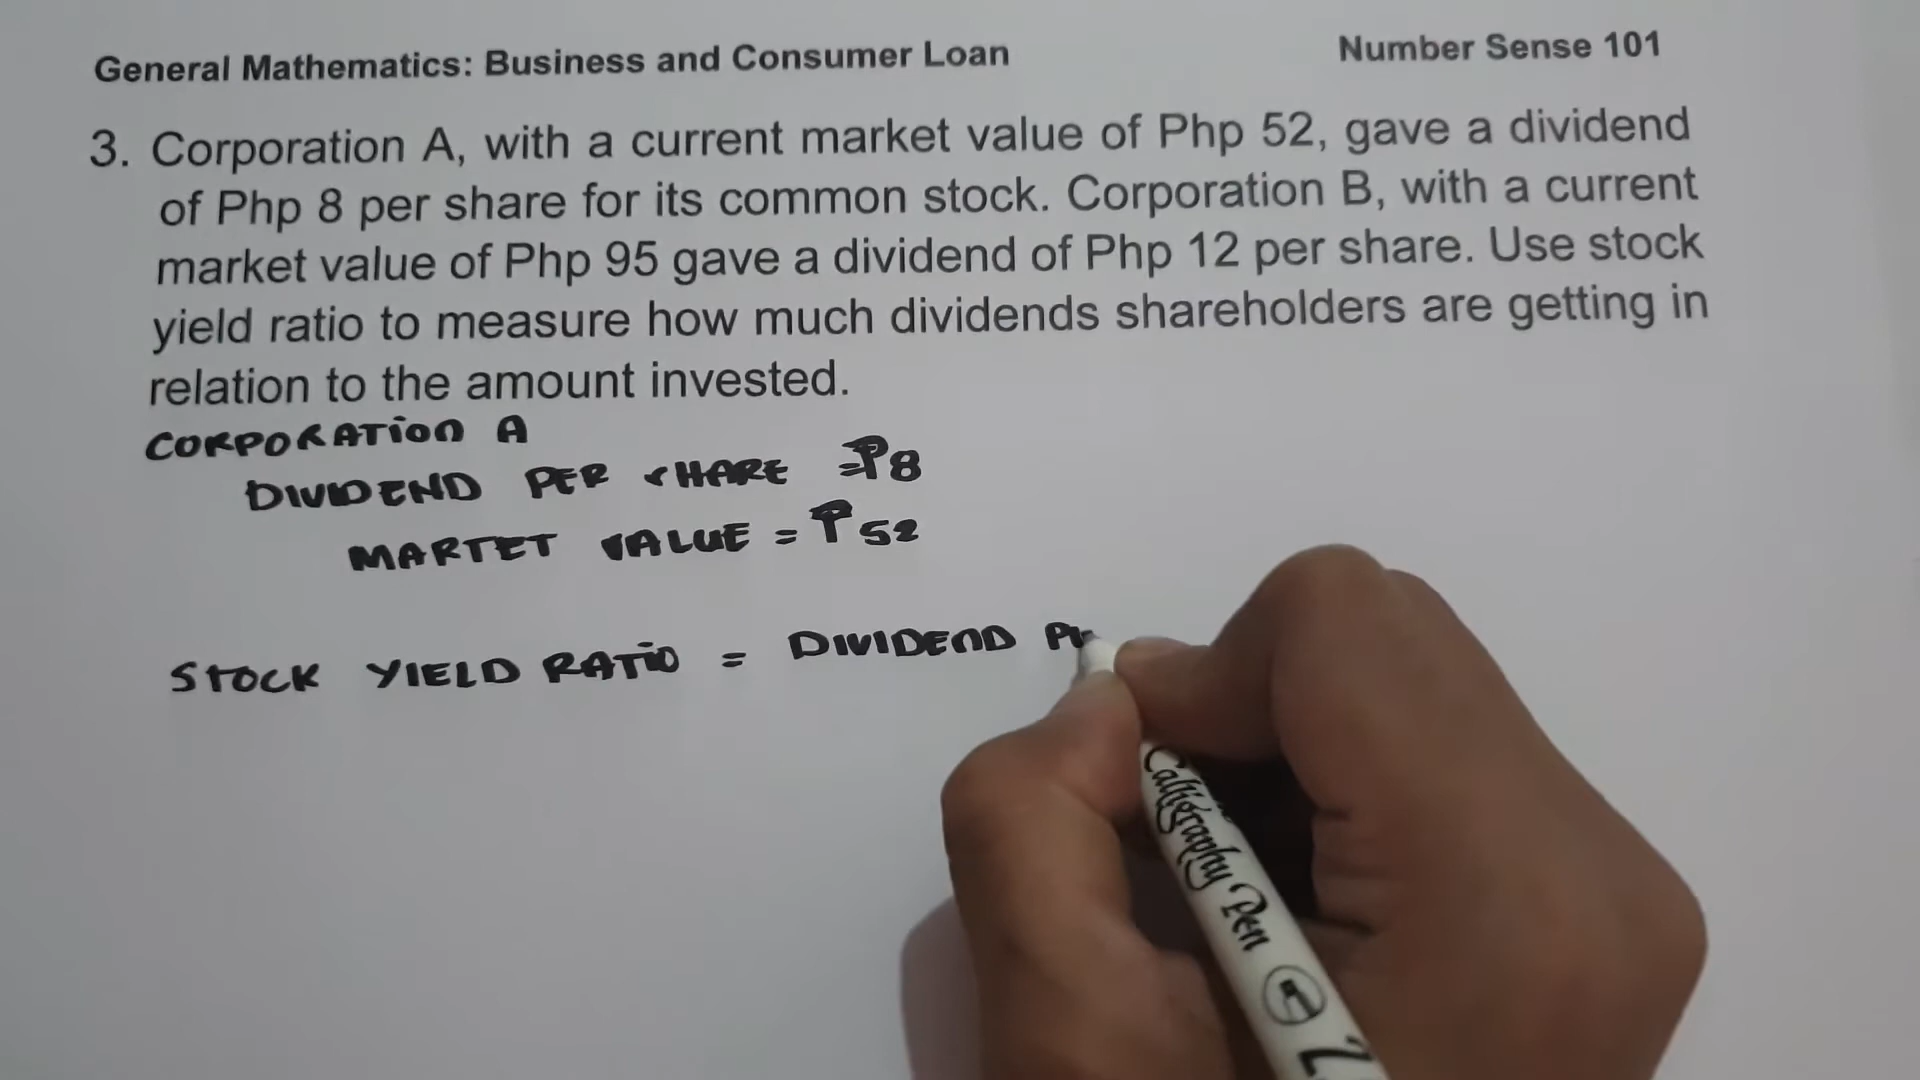 General Mathematics: Business and Consumer Loan
Number Sense 101
3. Corporation A, with a current market value of Php 52, gave a dividend
of Php 8 per share for its common stock. Corporation B, with a current
market value of Php 95 gave a dividend of Php 12 per share. Use stock
yield ratio to measure how much dividends shareholders are getting in
relation to the amount invested.
CORPORATION A
DIVIDEND PER SHARE = ₱8
MARTET VALUE = ₱52
STOCK YIELD RATIO = DIVIDEND
Calligraphy Pen